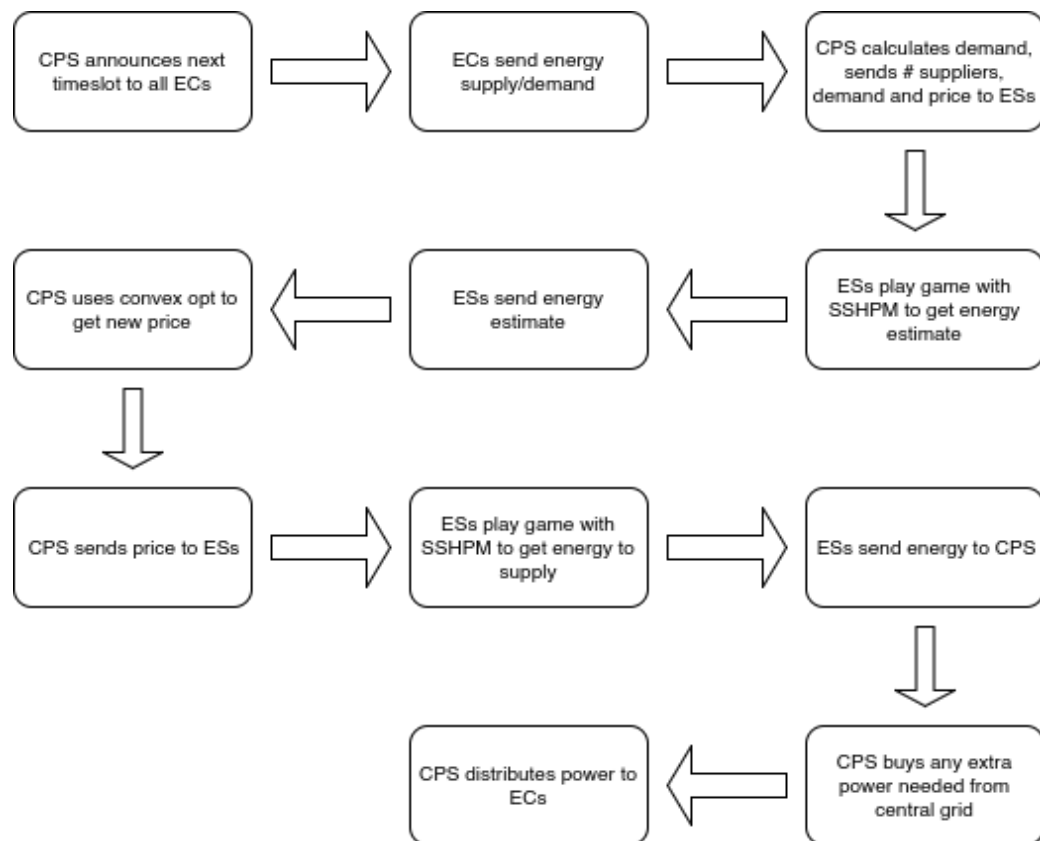 CPS announces next
timeslot to all ECs
ECs send energy
supply/demand
CPS calculates demand,
sends # suppliers,
demand and price to ESs
ESs play game with
SSHPM to get energy
estimate
ESs send energy
estimate
CPS uses convex opt to
get new price
CPS sends price to ESs
ESs play game with
SSHPM to get energy to
supply
ESs send energy to CPS
CPS buys any extra
power needed from
central grid
CPS distributes power to
ECs